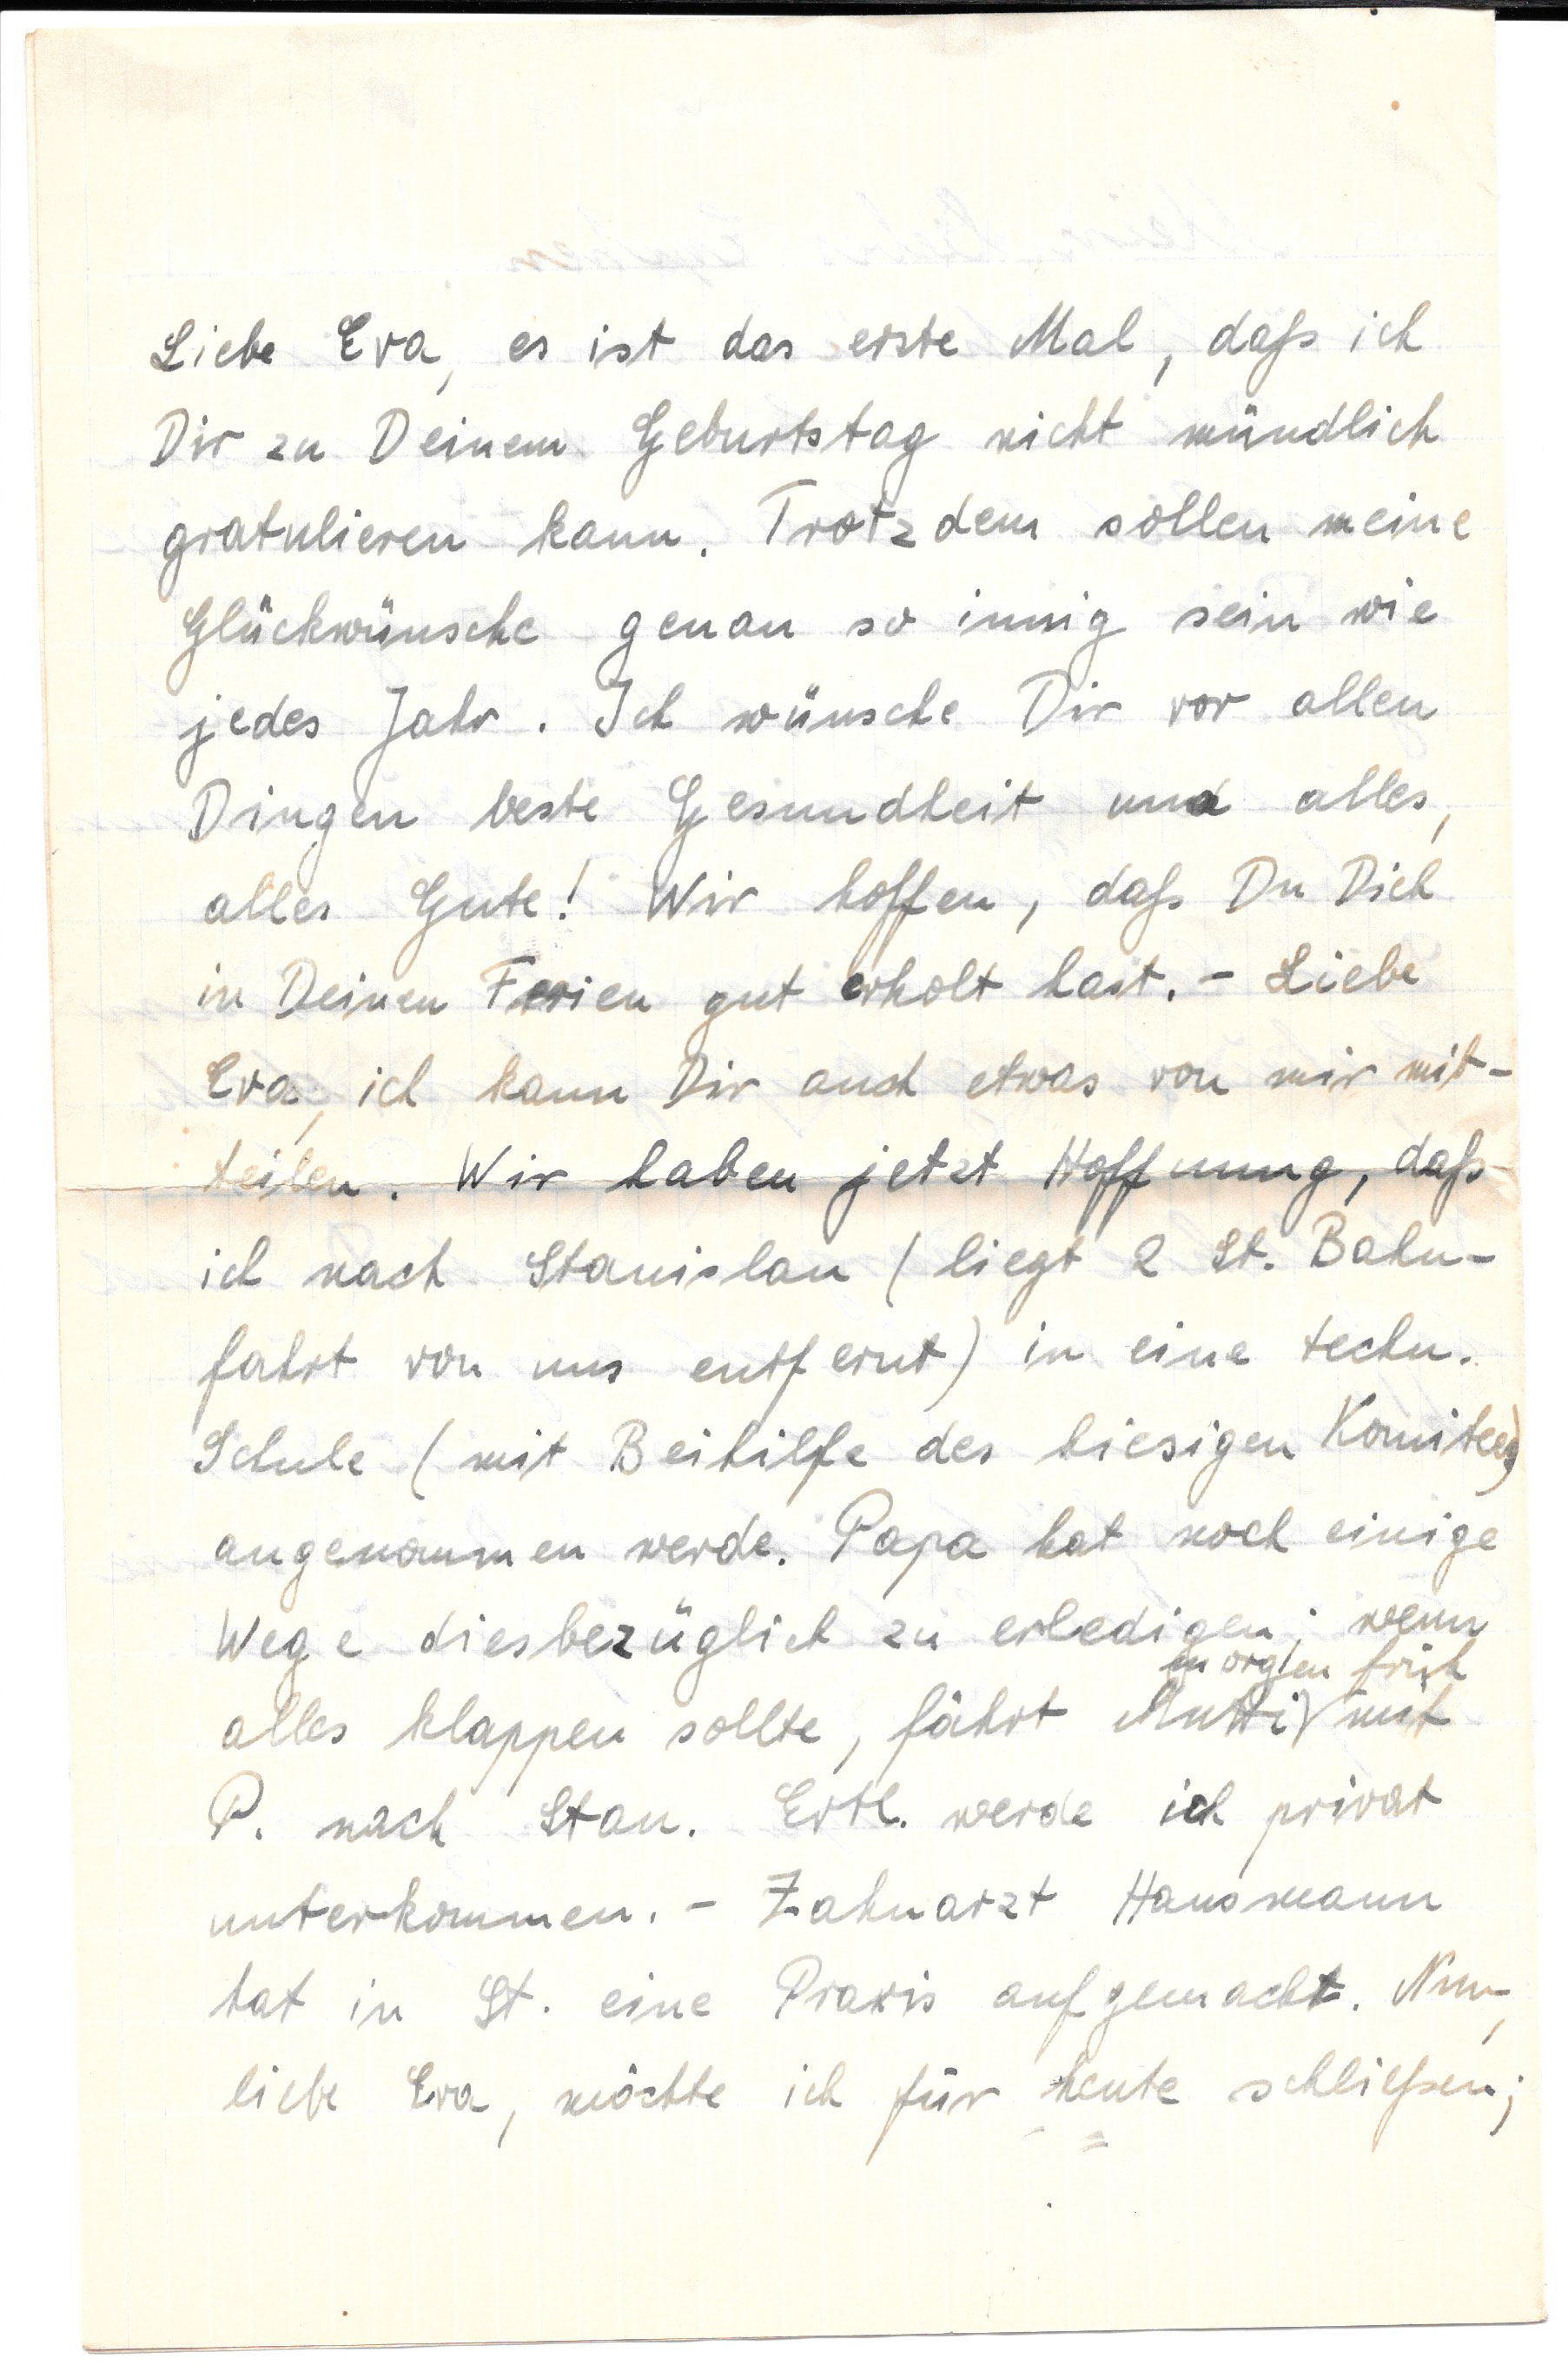 Liebe Eva, es ist das erste Mal, daß ich
Dir zu Deinem Geburtstag nicht mündlich
gratulieren kann. Trotzdem sollen meine
Glückwünsche genau so innig sein wie
jedes Jahr. Ich wünsche Dir vor allen
Dingen beste Gesundheit und alles,
alles Gute! Wir hoffen, daß Du Dich
in Deinen Ferien gut erholt hast. - Liebe
Eva, ich kann Dir auch etwas von mir mit-
teilen. Wir haben jetzt Hoffnung, daß
ich nach Stanislau (liegt 2 St. Bahn-
fahrt von uns entfernt) in eine techn.
Schule (mit Beihilfe des hiesigen Komitees)
angenommen werde. Papa hat noch einige
Wege diesbezüglich zu erledigen; wenn
morgen früh
alles klappen sollte, fährt Mutti mit
P. nach Stan. Evtl. werde ich privat
unterkommen. - Zahnarzt Hausmann
hat in St. eine Praxis aufgemacht. Nun,
liebe Eva, möchte ich für heute schließen;